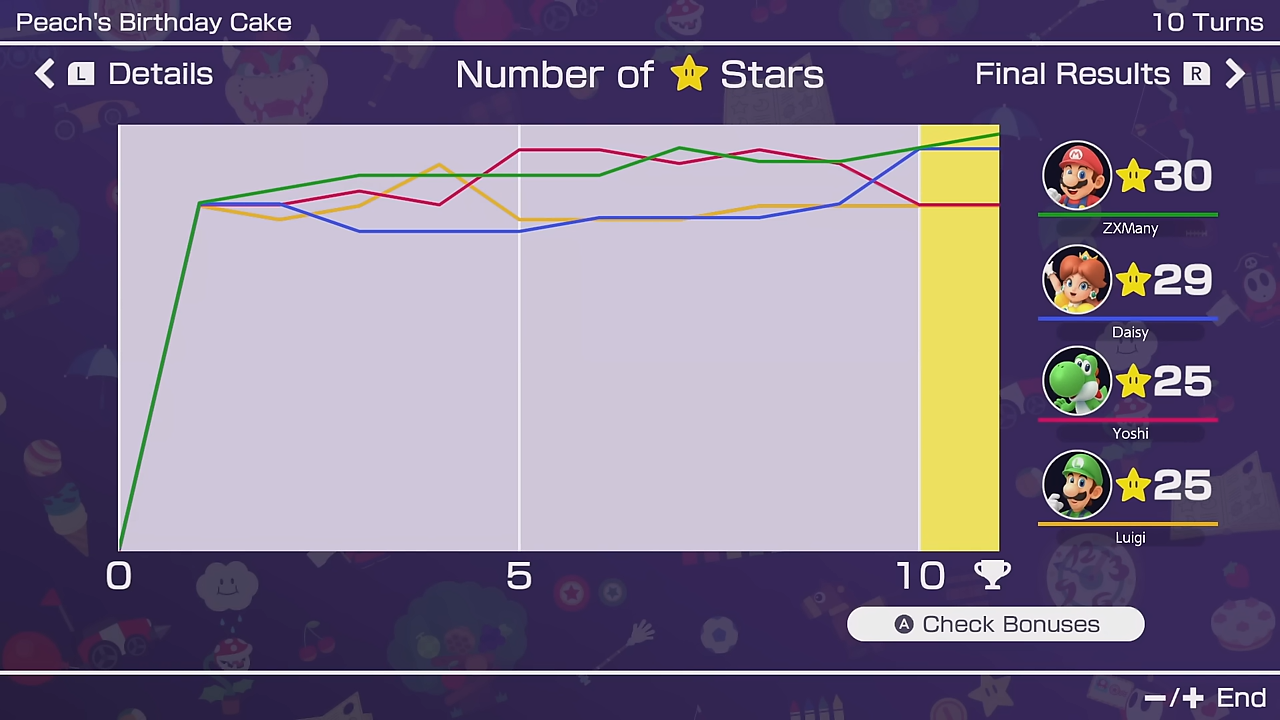 Peach's Birthday Cake
10 Turns
L Details
Number of Stars
Final Results R
30
ZXMany
29
Daisy
25
Yoshi
25
Luigi
0 5 10
A Check Bonuses
−/+ End